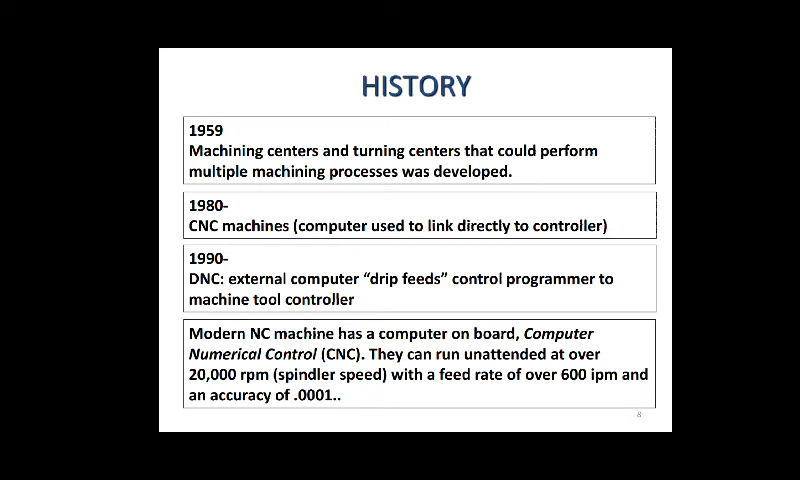 HISTORY
1959
Machining centers and turning centers that could perform
multiple machining processes was developed.
1980-
CNC machines (computer used to link directly to controller)
1990-
DNC: external computer “drip feeds” control programmer to
machine tool controller
Modern NC machine has a computer on board, Computer
Numerical Control (CNC). They can run unattended at over
20,000 rpm (spindler speed) with a feed rate of over 600 ipm and
an accuracy of .0001..
8